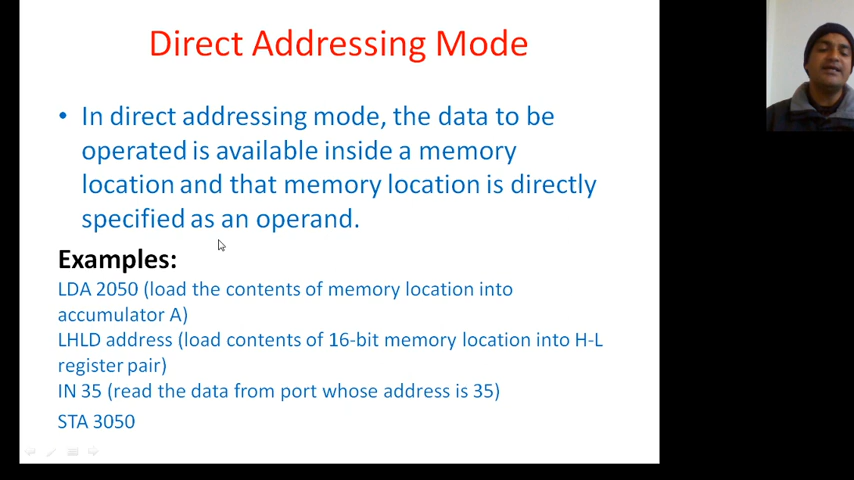 Direct Addressing Mode
• In direct addressing mode, the data to be
operated is available inside a memory
location and that memory location is directly
specified as an operand.
Examples:
LDA 2050 (load the contents of memory location into
accumulator A)
LHLD address (load contents of 16-bit memory location into H-L
register pair)
IN 35 (read the data from port whose address is 35)
STA 3050